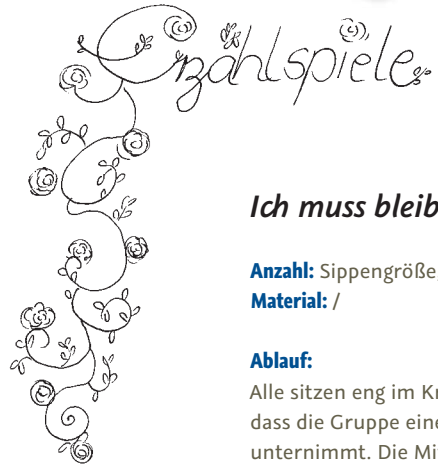 Erzählspiele
Ich muss bleib
Anzahl: Sippengröße,
Material: /
Ablauf:
Alle sitzen eng im Kr
dass die Gruppe eine
unternimmt. Die Mi